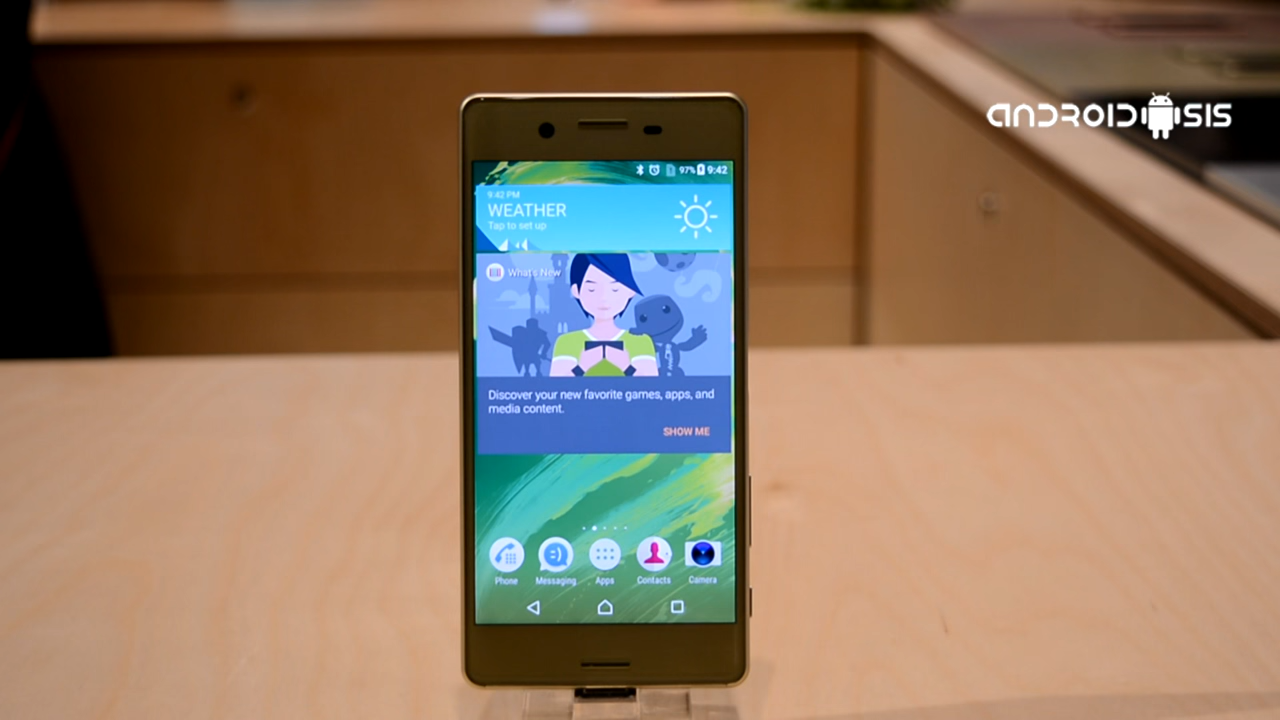 ANDROIDSIS
97% 9:42
9:42 PM
WEATHER
Tap to set up
What's New
Discover your new favorite games, apps, and
media content.
SHOW ME
Phone Messaging Apps Contacts Camera